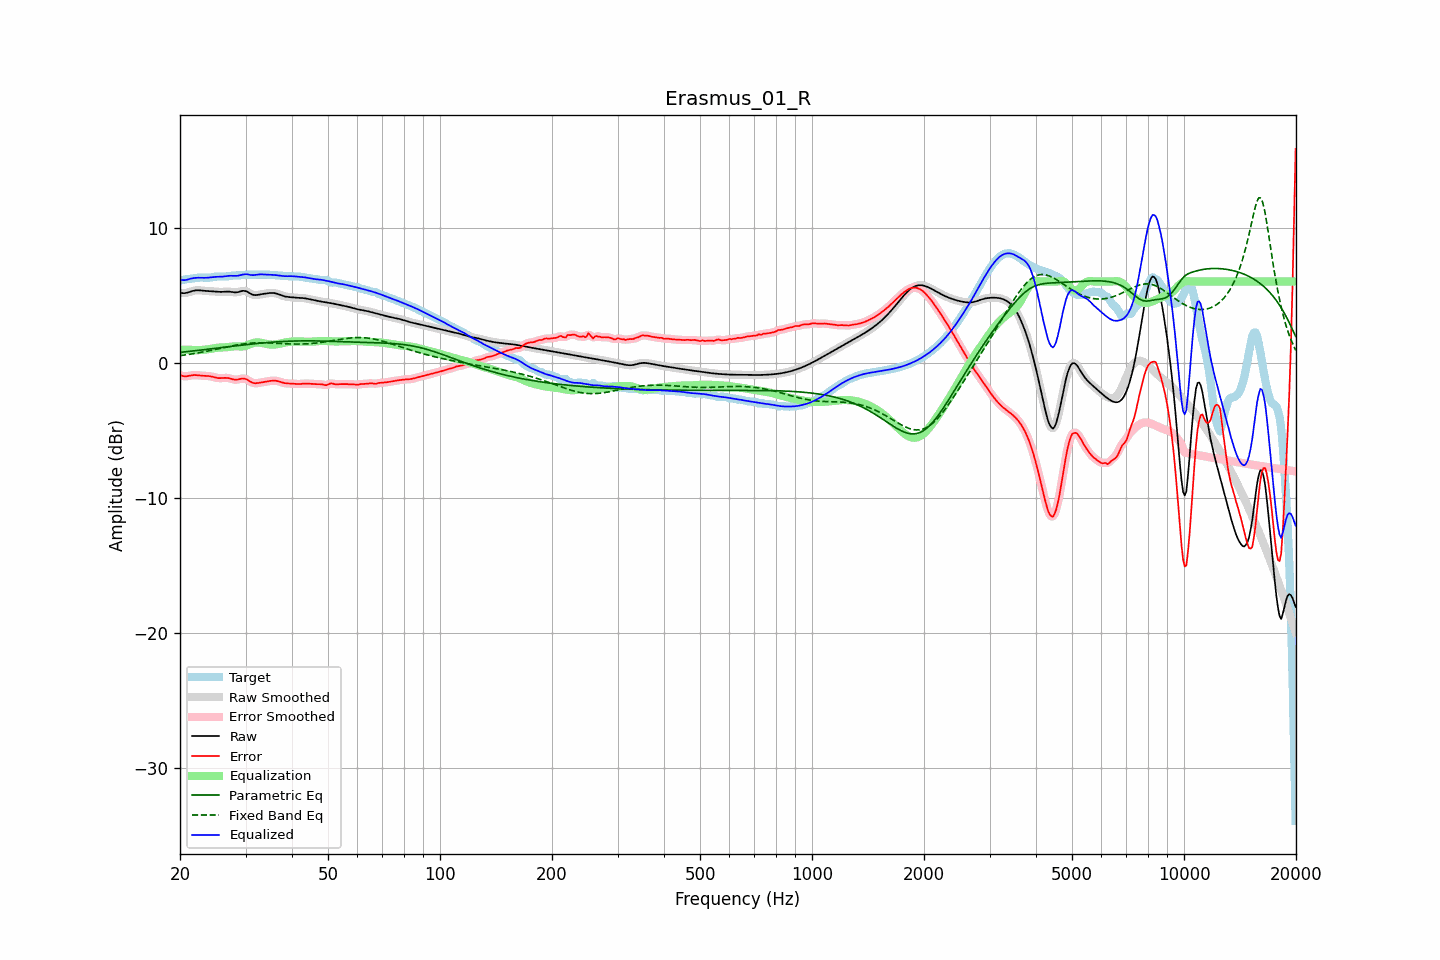 Erasmus_01_R
Amplitude (dBr)
10
0
−10
−20
−30
Target
Raw Smoothed
Error Smoothed
Raw
Error
Equalization
Parametric Eq
Fixed Band Eq
Equalized
20 50 100 200 500 1000 2000 5000 10000 20000
Frequency (Hz)